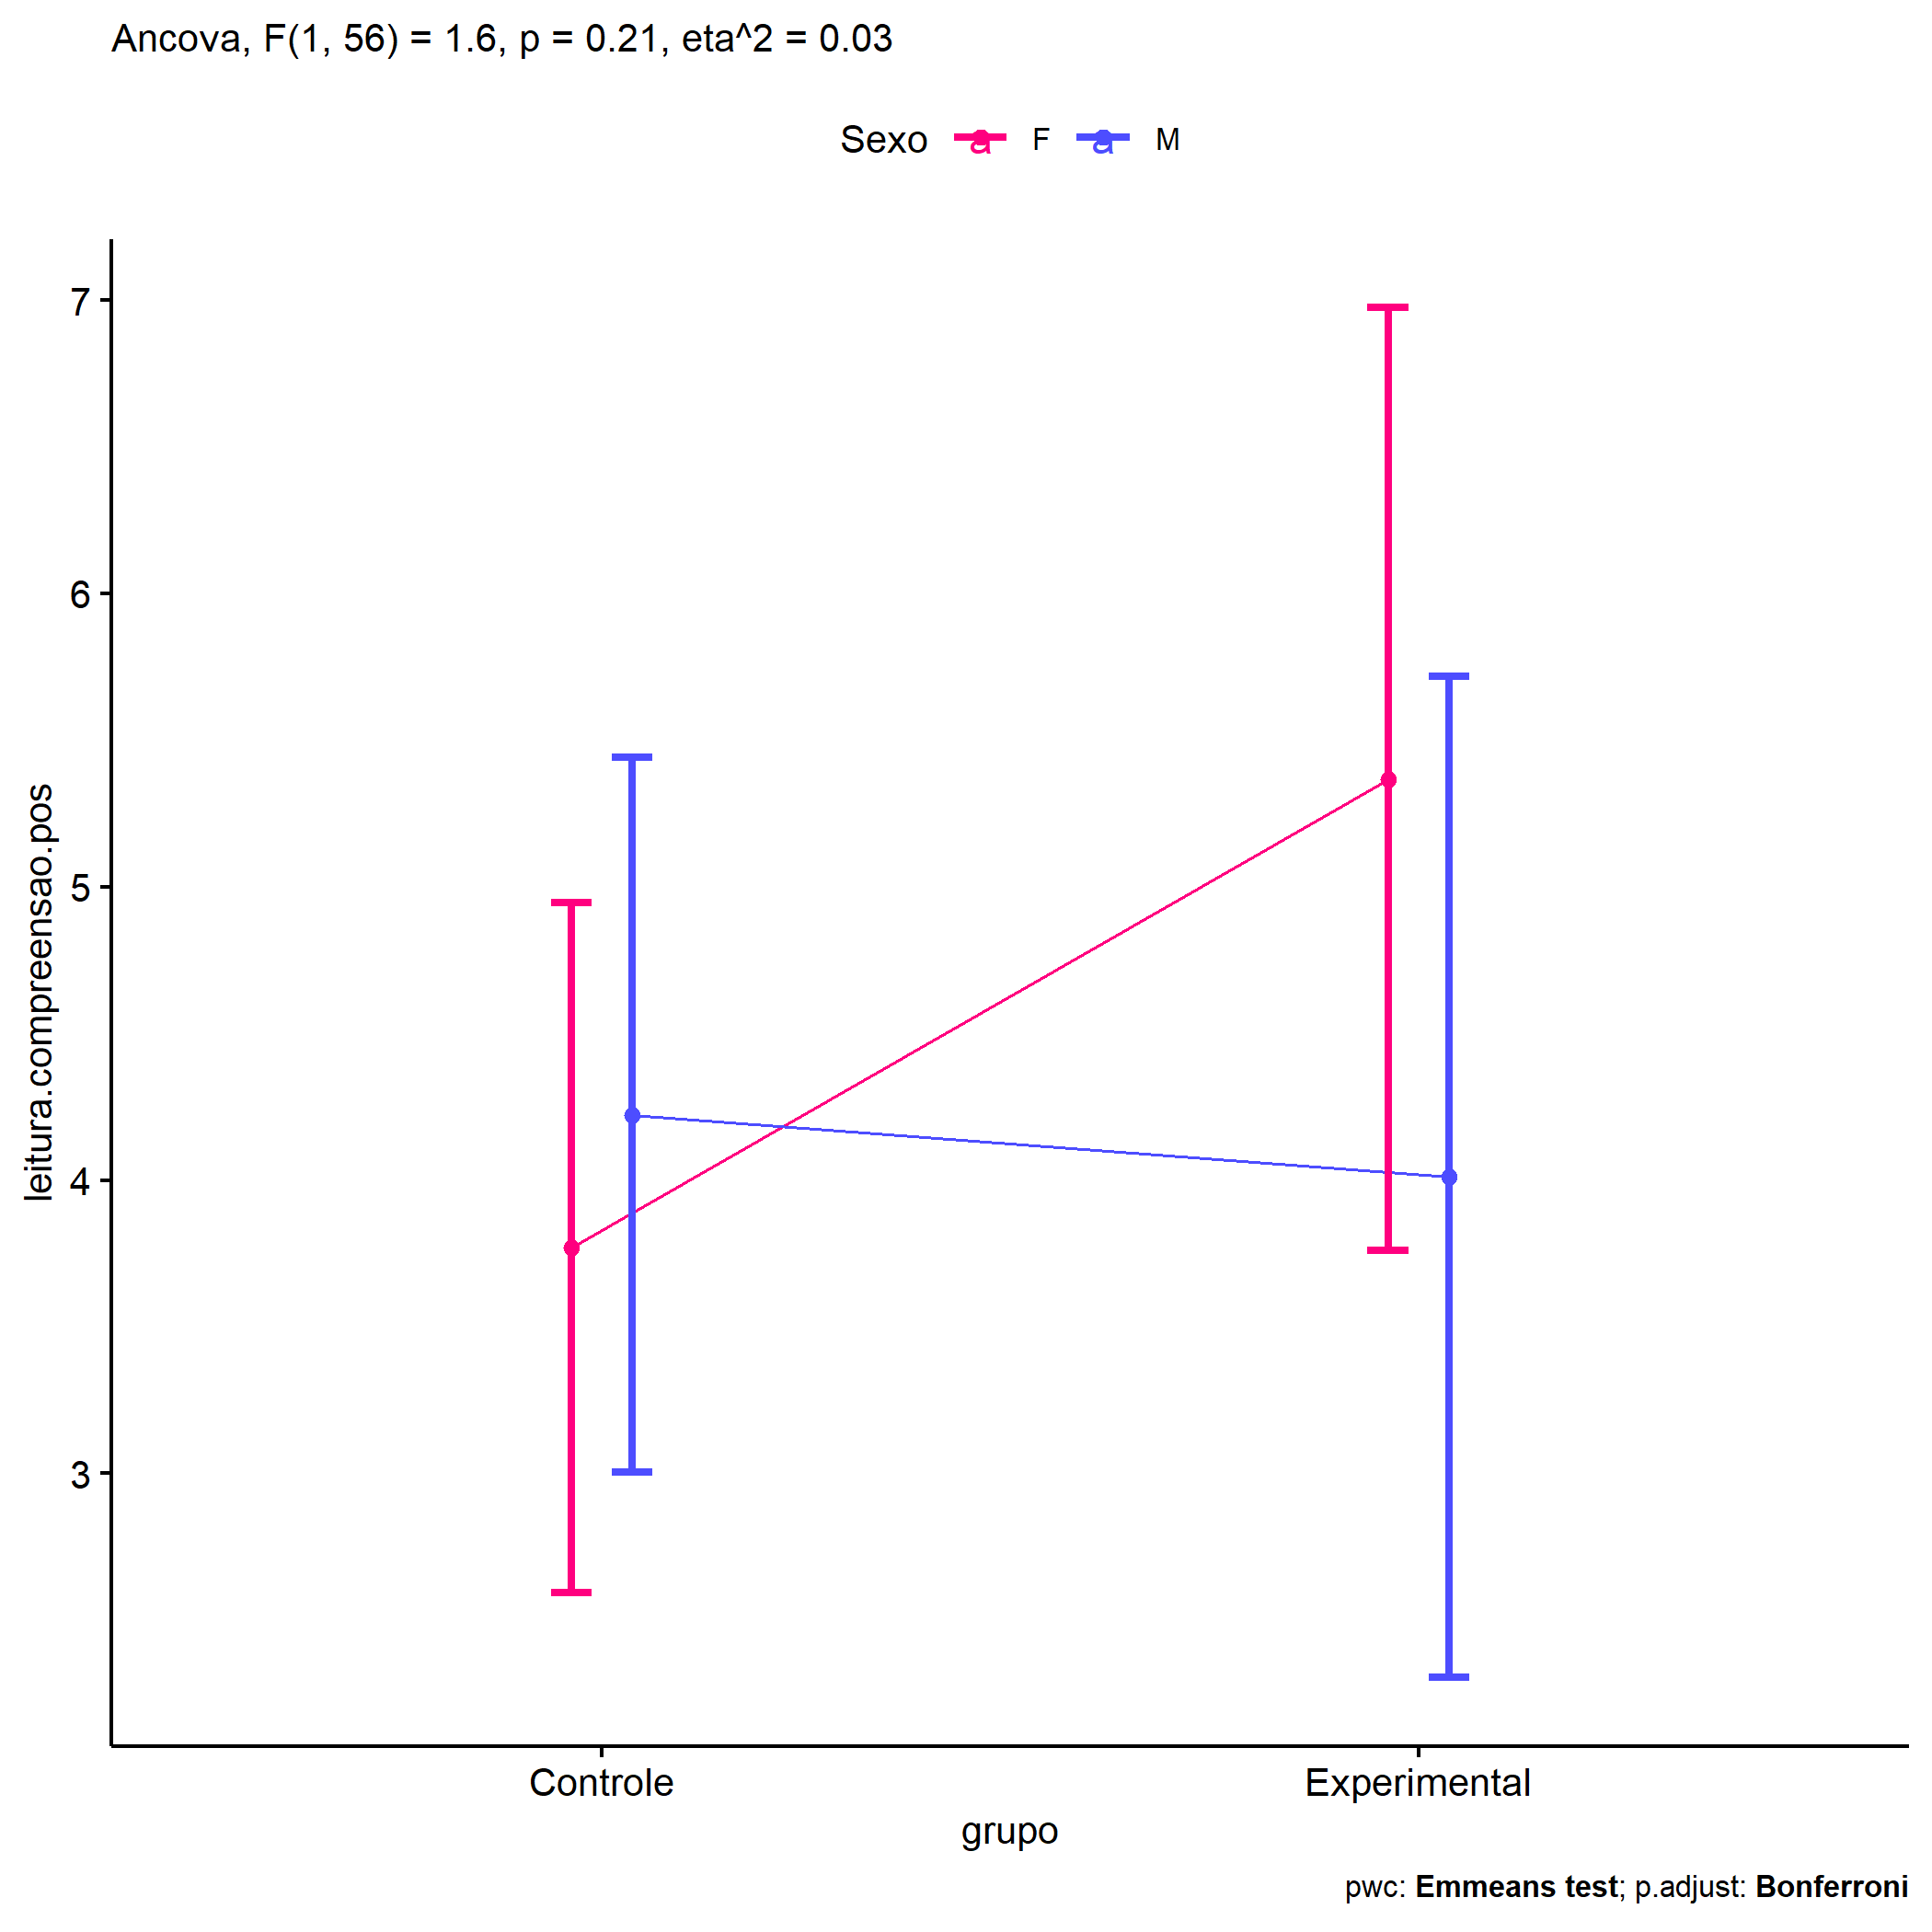 Ancova, F(1, 56) = 1.6, p = 0.21, eta^2 = 0.03
Sexo a F a M
leitura.compreensao.pos
7
6
5
4
3
Controle Experimental
grupo
pwc: Emmeans test; p.adjust: Bonferroni